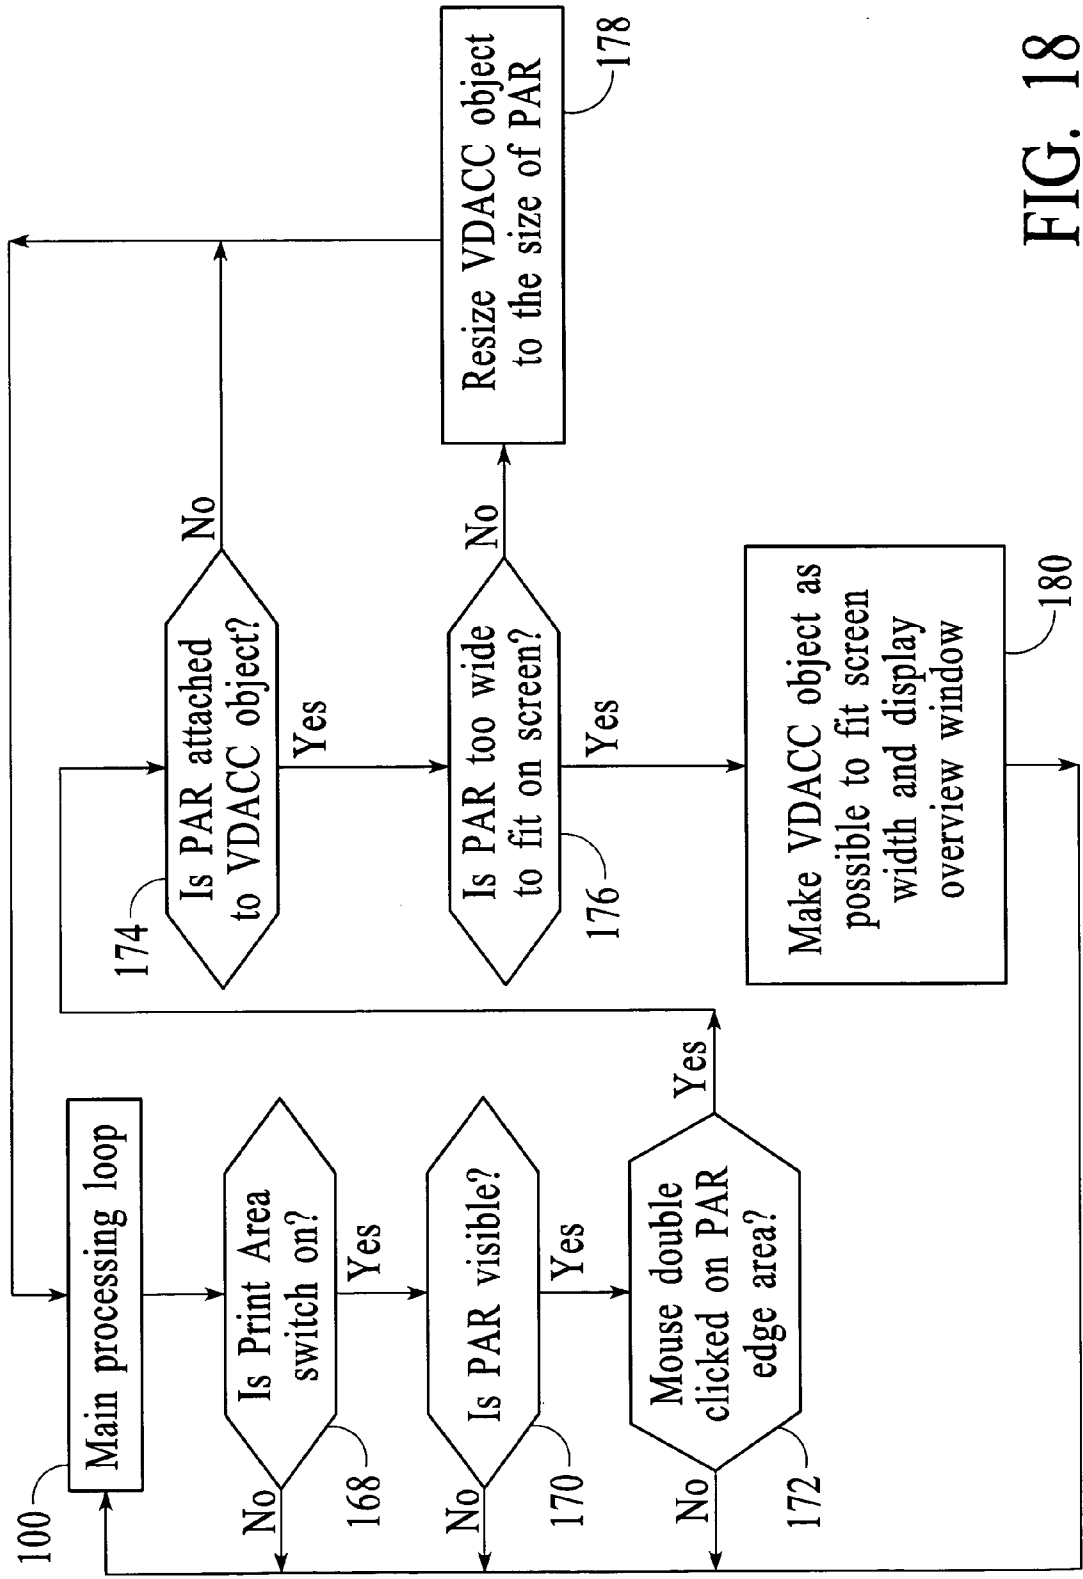 100
Main processing loop
Is Print Area
switch on?
168
No
Yes
Is PAR visible?
170
No
Yes
Mouse double
clicked on PAR
edge area?
172
No
Yes
174
Is PAR attached
to VDACC object?
No
Yes
Is PAR too wide
to fit on screen?
176
No
Yes
Resize VDACC object
to the size of PAR
178
Make VDACC object as
possible to fit screen
width and display
overview window
180
FIG. 18